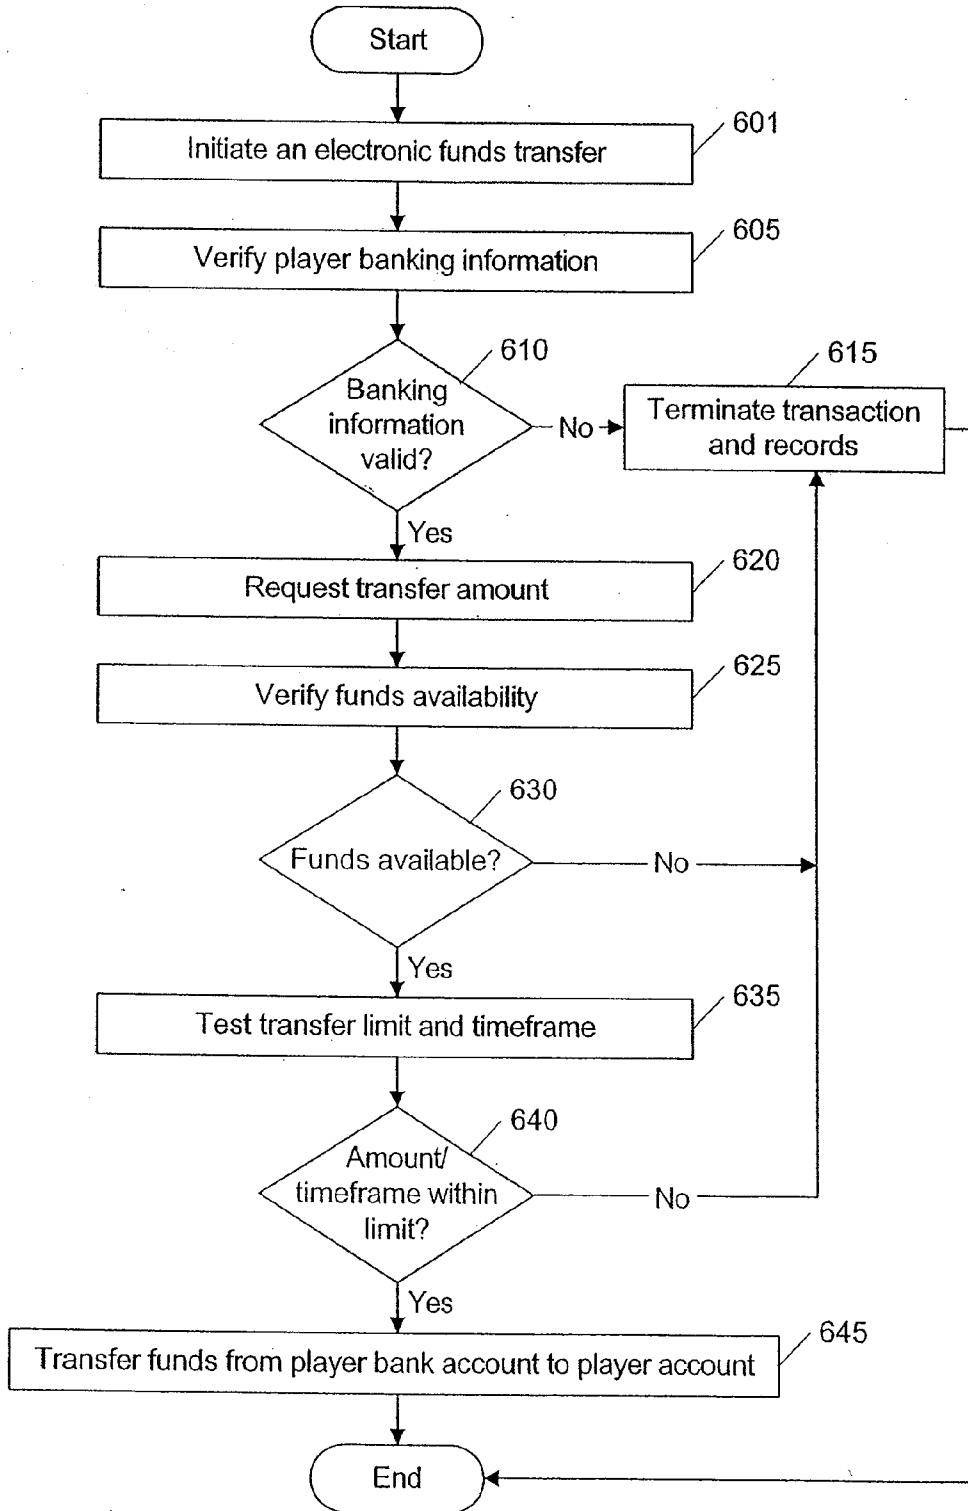 Start
601
Initiate an electronic funds transfer
605
Verify player banking information
610
Banking
information
valid?
No
615
Terminate transaction
and records
Yes
620
Request transfer amount
625
Verify funds availability
630
Funds available?
No
Yes
635
Test transfer limit and timeframe
640
Amount/
timeframe within
limit?
No
Yes
645
Transfer funds from player bank account to player account
End